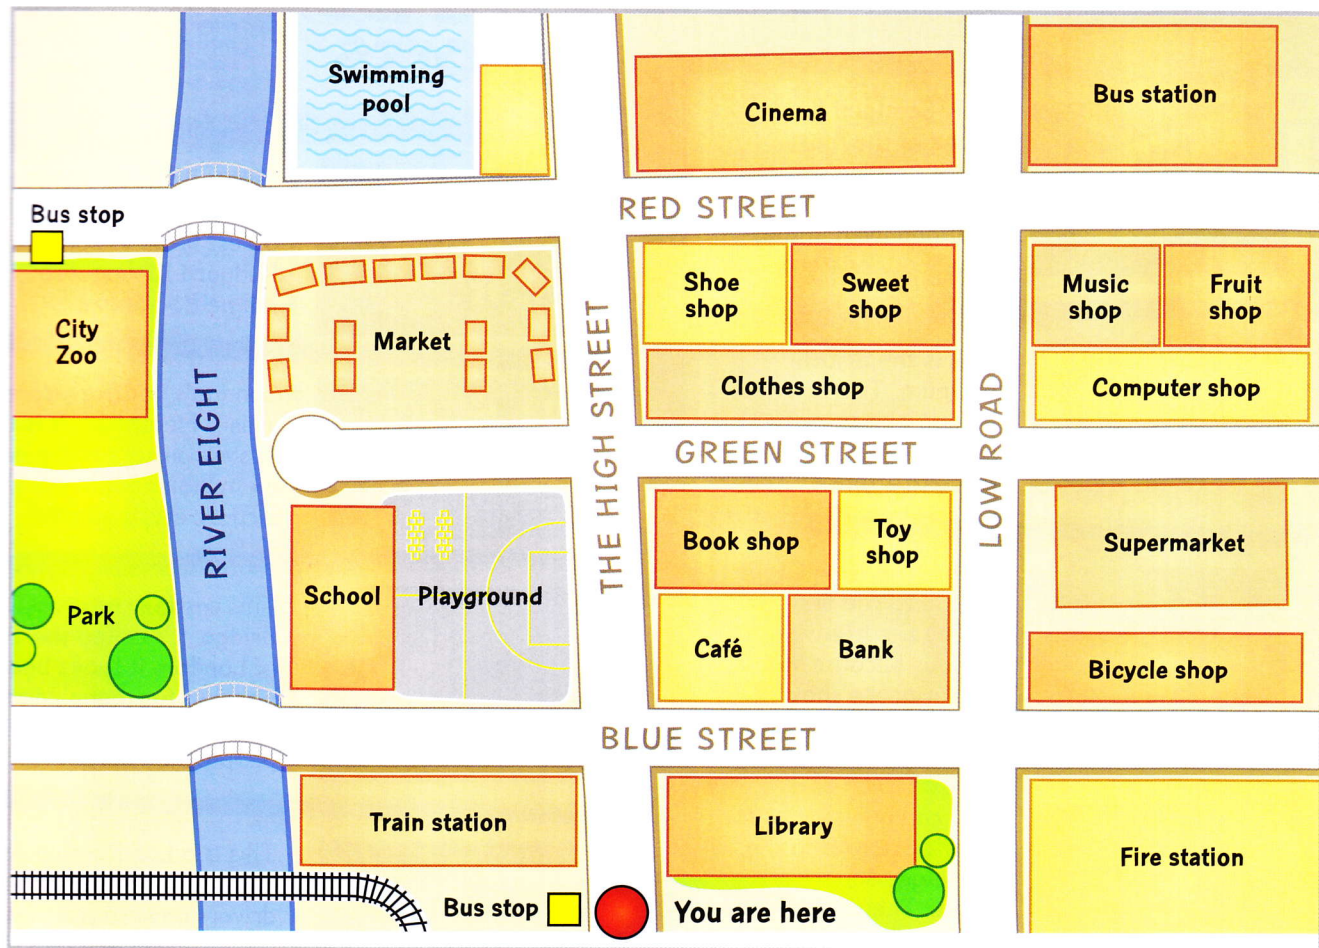 Swimming
pool
Cinema
Bus station
RED STREET
Bus stop
City
Zoo
Market
Shoe
shop
Sweet
shop
Music
shop
Fruit
shop
Clothes shop
Computer shop
RIVER EIGHT
THE HIGH STREET
GREEN STREET
LOW ROAD
Book shop
Toy
shop
Supermarket
Park
School
Playground
Café
Bank
Bicycle shop
BLUE STREET
Train station
Library
Fire station
Bus stop
You are here